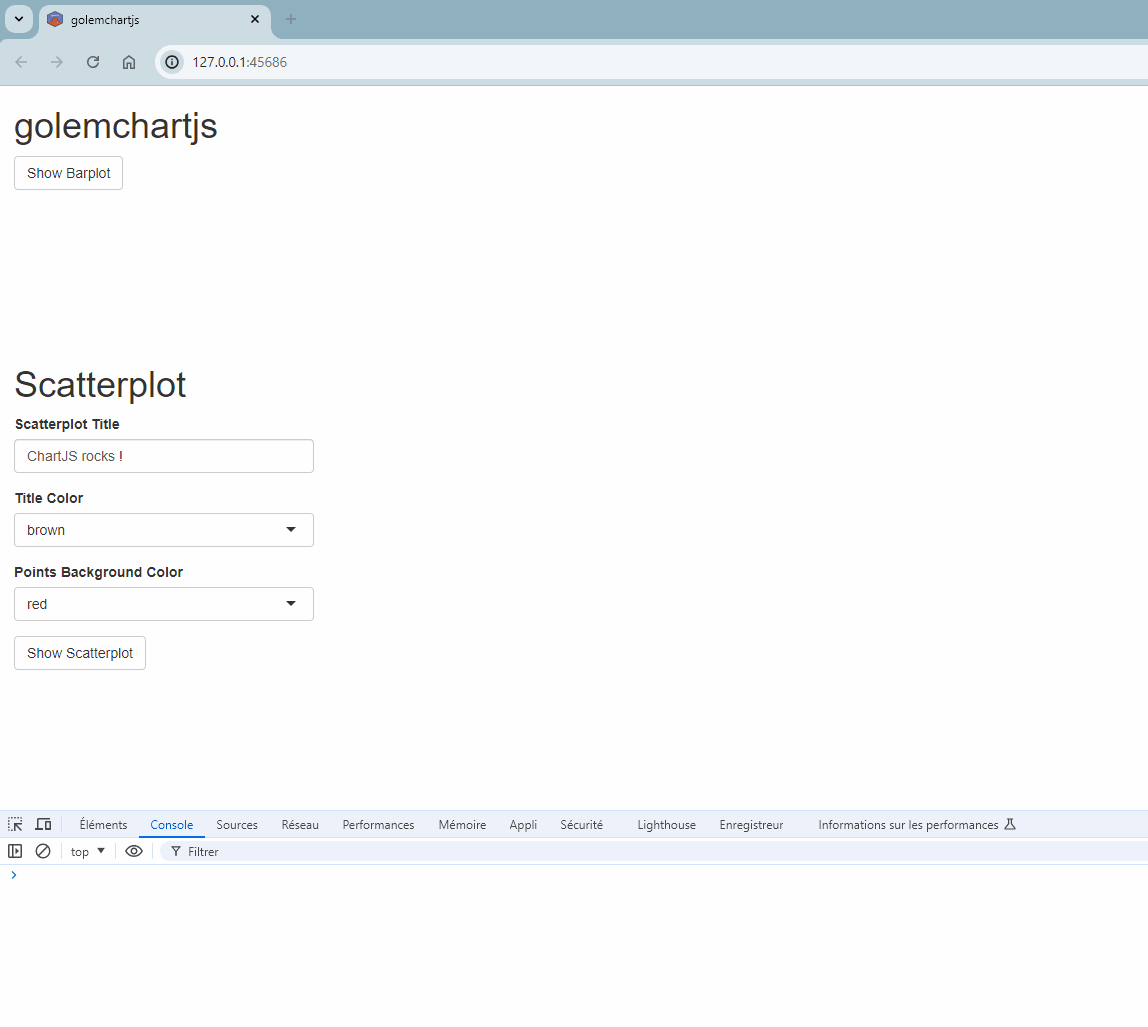 golemchartjs
127.0.0.1:45686
golemchartjs
Show Barplot
Scatterplot
Scatterplot Title
ChartJS rocks !
Title Color
brown
Points Background Color
red
Show Scatterplot
Éléments Console Sources Réseau Performances Mémoire Appli Sécurité Lighthouse Enregistreur Informations sur les performances
top Filtrer